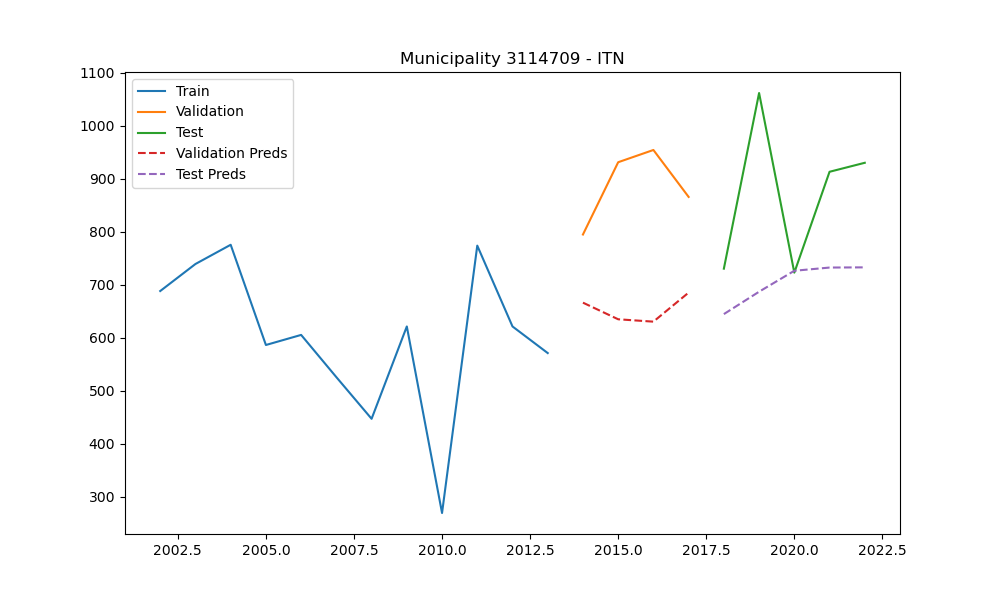 Municipality 3114709 - ITN
1100
1000
900
800
700
600
500
400
300
Train
Validation
Test
Validation Preds
Test Preds
2002.5 2005.0 2007.5 2010.0 2012.5 2015.0 2017.5 2020.0 2022.5